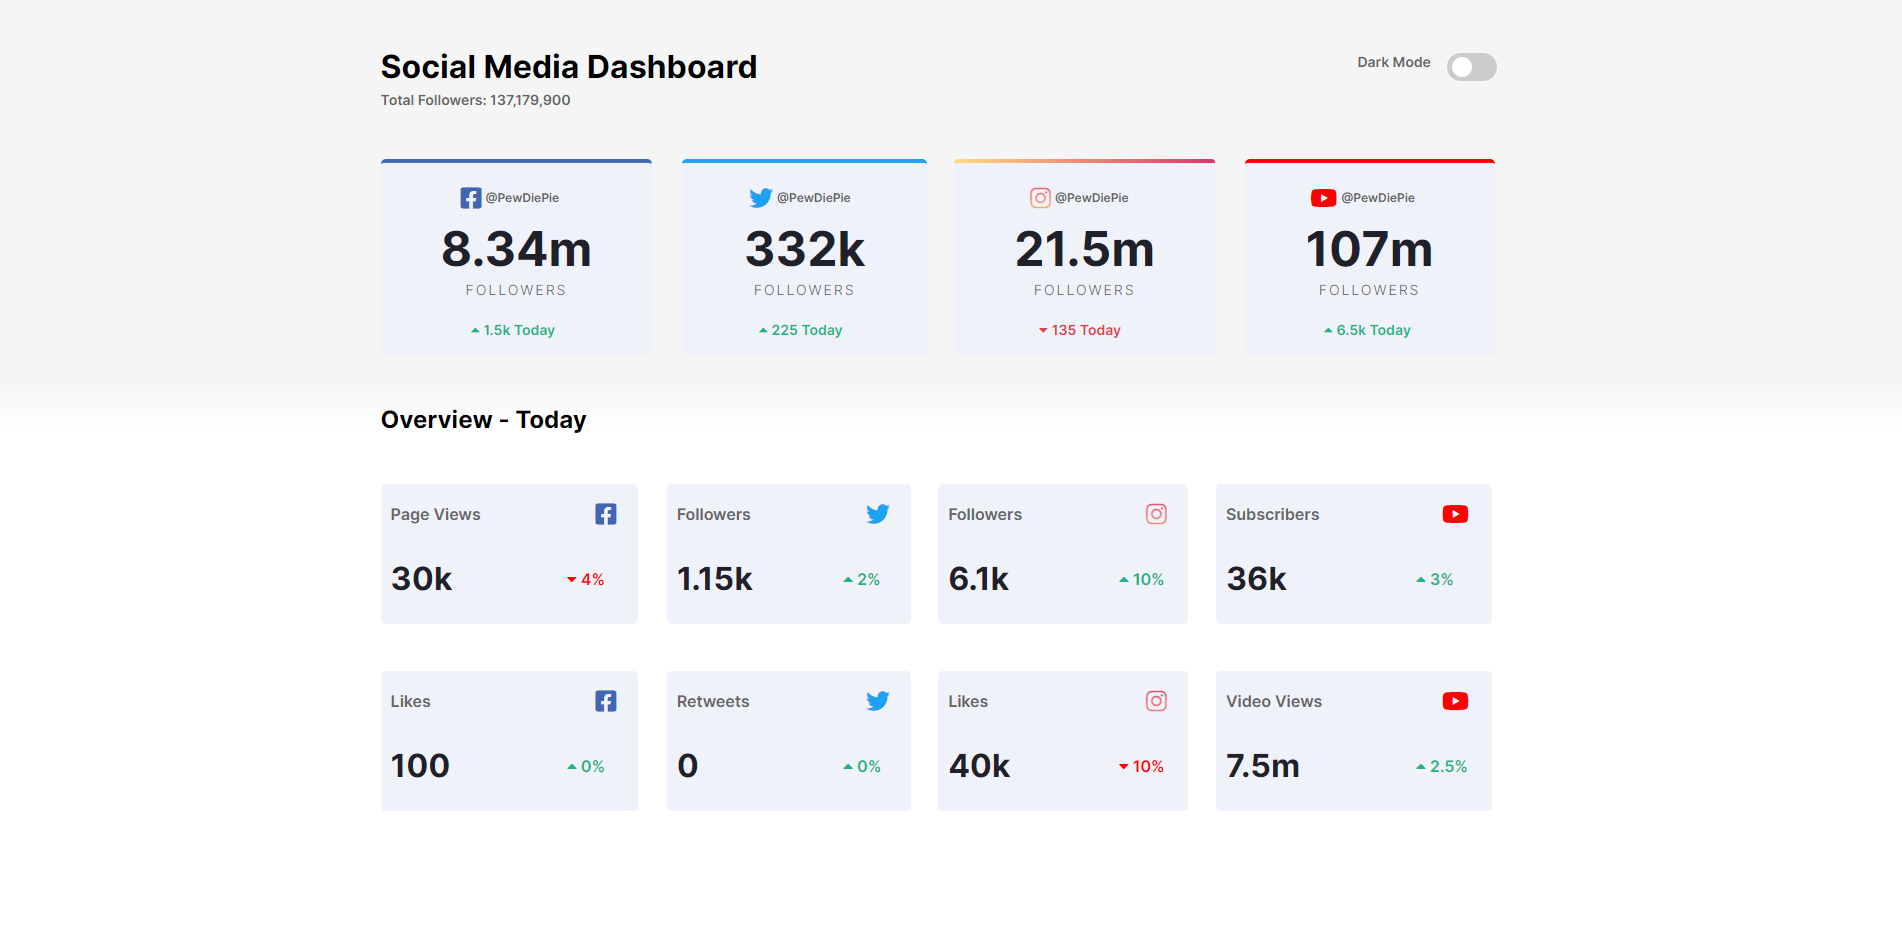 Social Media Dashboard
Dark Mode
Total Followers: 137,179,900
@PewDiePie
8.34m
FOLLOWERS
1.5k Today
@PewDiePie
332k
FOLLOWERS
225 Today
@PewDiePie
21.5m
FOLLOWERS
135 Today
@PewDiePie
107m
FOLLOWERS
6.5k Today
Overview - Today
Page Views
30k
4%
Followers
1.15k
2%
Followers
6.1k
10%
Subscribers
36k
3%
Likes
100
0%
Retweets
0
0%
Likes
40k
10%
Video Views
7.5m
2.5%